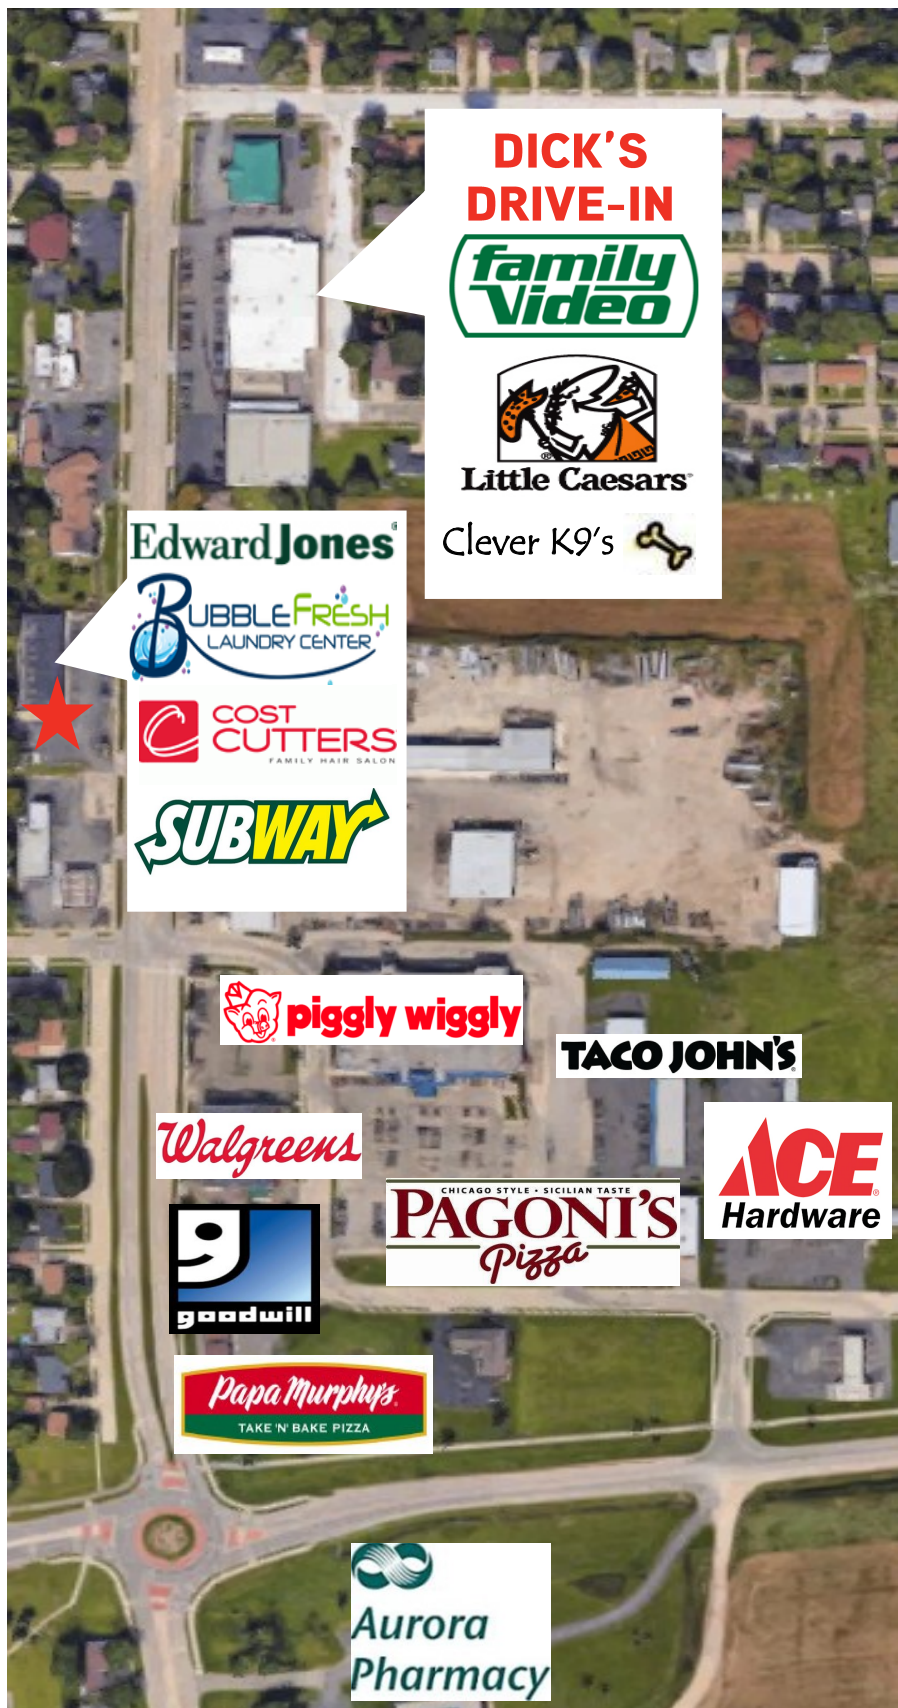 DICK'S
DRIVE-IN
family
Video
Little Caesars
Clever K9's
Edward Jones
BUBBLEFRESH
LAUNDRY CENTER
COST
CUTTERS
FAMILY HAIR SALON
SUBWAY
piggly wiggly
TACO JOHN'S
Walgreens
ACE
Hardware
CHICAGO STYLE • SICILIAN TASTE
PAGONI'S
Pizza
g
goodwill
Papa Murphy's
TAKE 'N' BAKE PIZZA
Aurora
Pharmacy